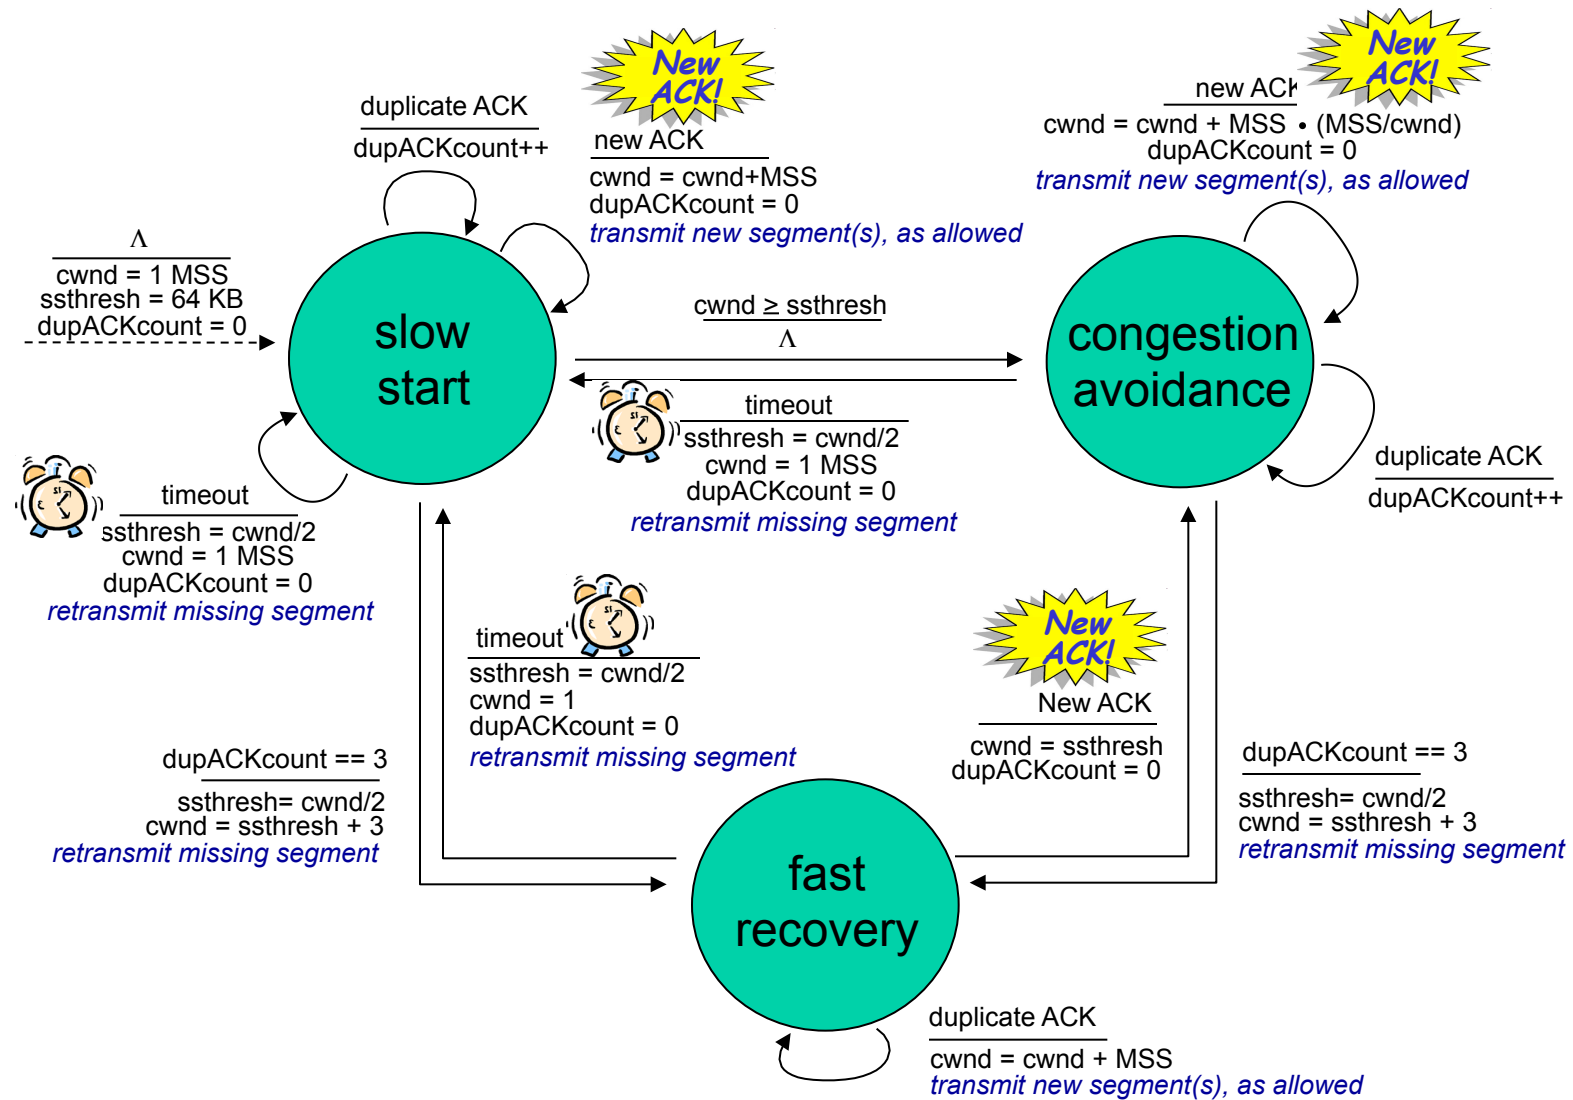 New
ACK!
New
ACK!
duplicate ACK
dupACKcount++
new ACK
cwnd = cwnd+MSS
dupACKcount = 0
transmit new segment(s), as allowed
new ACK
cwnd = cwnd + MSS • (MSS/cwnd)
dupACKcount = 0
transmit new segment(s), as allowed
Λ
cwnd = 1 MSS
ssthresh = 64 KB
dupACKcount = 0
slow
start
cwnd ≥ ssthresh
Λ
congestion
avoidance
timeout
ssthresh = cwnd/2
cwnd = 1 MSS
dupACKcount = 0
retransmit missing segment
duplicate ACK
dupACKcount++
timeout
ssthresh = cwnd/2
cwnd = 1 MSS
dupACKcount = 0
retransmit missing segment
timeout
ssthresh = cwnd/2
cwnd = 1
dupACKcount = 0
retransmit missing segment
New
ACK!
New ACK
cwnd = ssthresh
dupACKcount = 0
dupACKcount == 3
ssthresh= cwnd/2
cwnd = ssthresh + 3
retransmit missing segment
dupACKcount == 3
ssthresh= cwnd/2
cwnd = ssthresh + 3
retransmit missing segment
fast
recovery
duplicate ACK
cwnd = cwnd + MSS
transmit new segment(s), as allowed